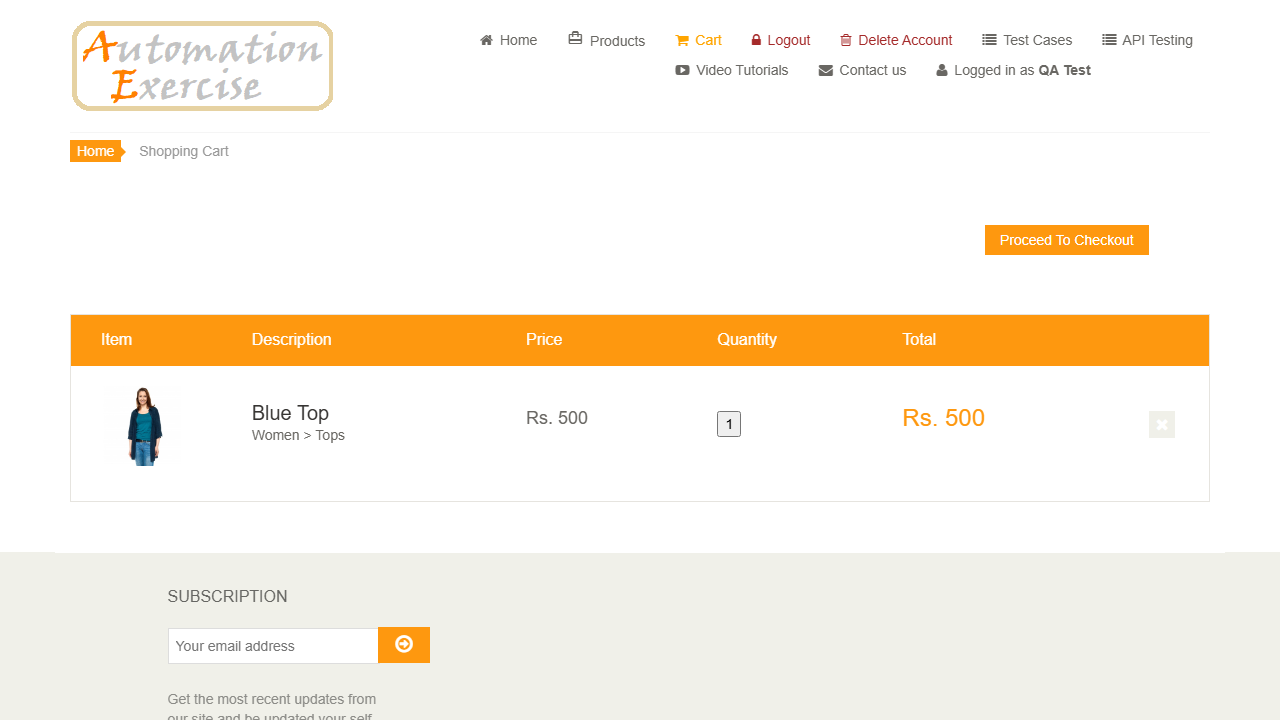 Automation
Exercise
Home Products Cart Logout Delete Account Test Cases API Testing
Video Tutorials Contact us Logged in as QA Test
Home Shopping Cart
Proceed To Checkout
Item Description Price Quantity Total
Blue Top Rs. 500 1 Rs. 500
Women > Tops
SUBSCRIPTION
Your email address
Get the most recent updates from
our site and be updated your self